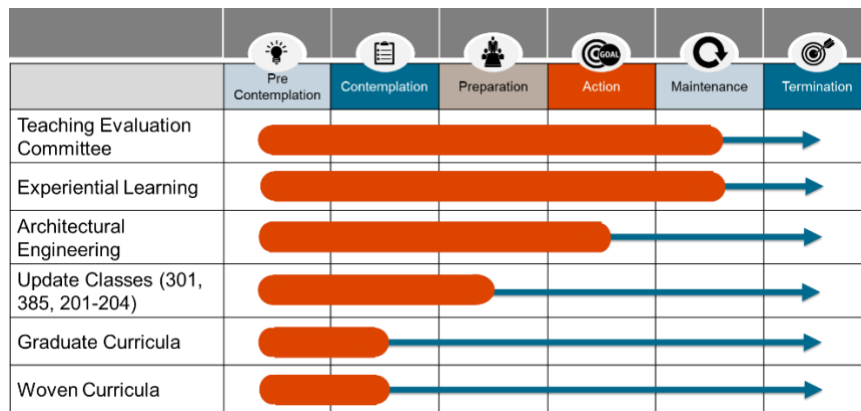 GOAL
Pre
Contemplation
Contemplation
Preparation
Action
Maintenance
Termination
Teaching Evaluation
Committee
Experiential Learning
Architectural
Engineering
Update Classes (301,
385, 201-204)
Graduate Curricula
Woven Curricula